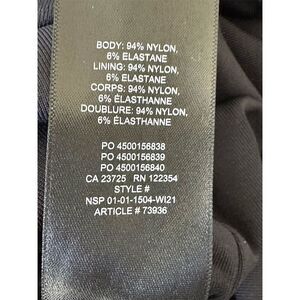 BODY: 94% NYLON,
6% ELASTANE
LINING: 94% NYLON,
6% ELASTANE
CORPS: 94% NYLON,
6% ÉLASTHANNE
DOUBLURE: 94% NYLON,
6% ÉLASTHANNE
PO 4500156838
PO 4500156839
PO 4500156840
CA 23725 RN 122354
STYLE #
NSP 01-01-1504-WI21
ARTICLE # 73936